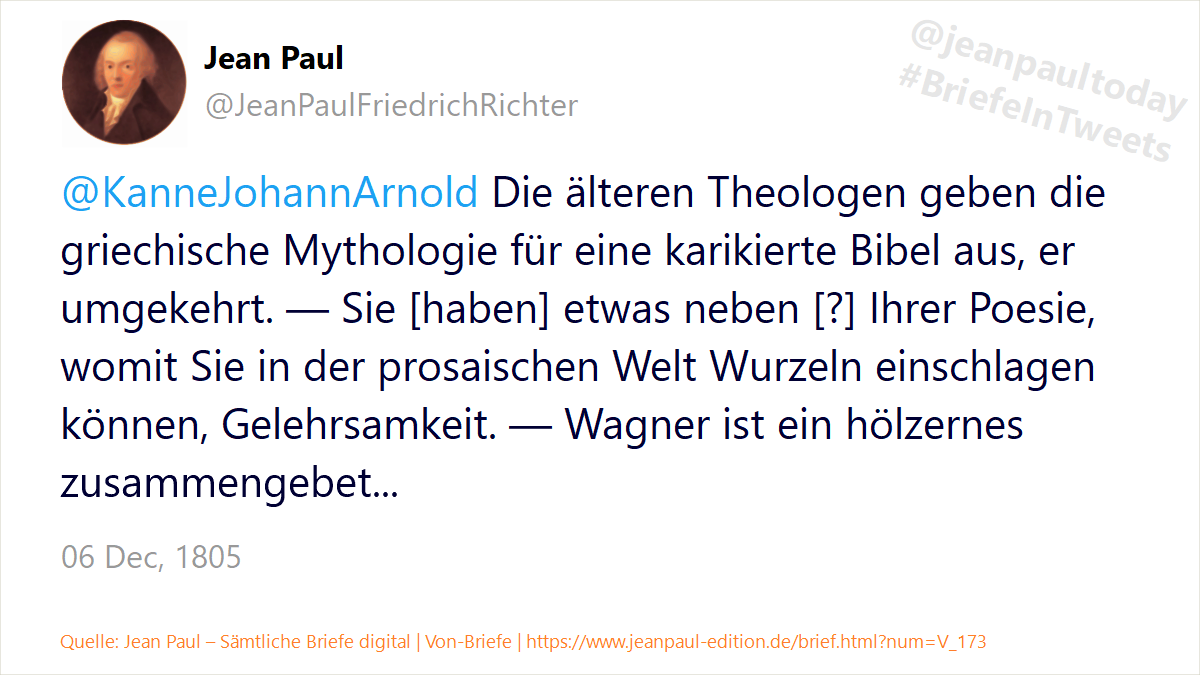 Jean Paul
@JeanPaulFriedrichRichter
@jeanpaultoday
#BriefeInTweets
@KanneJohannArnold Die älteren Theologen geben die
griechische Mythologie für eine karikierte Bibel aus, er
umgekehrt. — Sie [haben] etwas neben [?] Ihrer Poesie,
womit Sie in der prosaischen Welt Wurzeln einschlagen
können, Gelehrsamkeit. — Wagner ist ein hölzernes
zusammengebet...
06 Dec, 1805
Quelle: Jean Paul – Sämtliche Briefe digital | Von-Briefe | https://www.jeanpaul-edition.de/brief.html?num=V_173